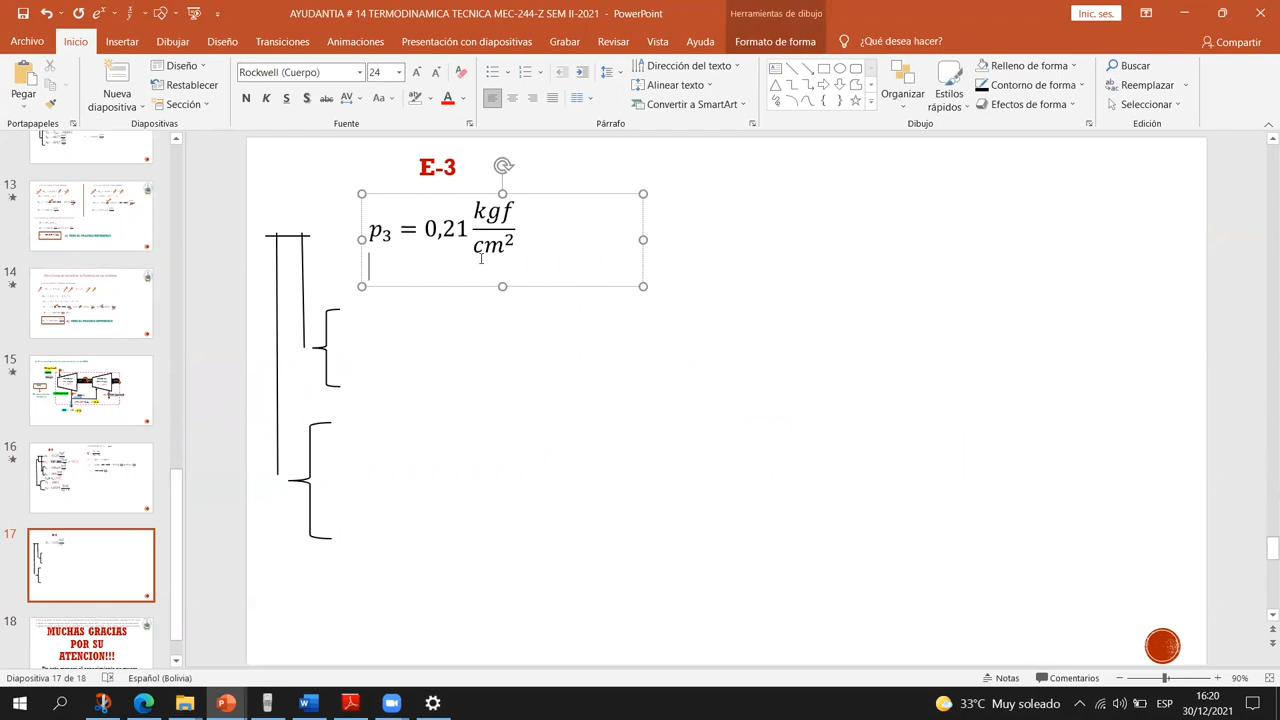 AYUDANTIA # 14 TERMODINAMICA TECNICA MEC-244-Z SEM II-2021 - PowerPoint
Herramientas de dibujo
Inic. ses.
Archivo
Inicio
Insertar
Dibujar
Diseño
Transiciones
Animaciones
Presentación con diapositivas
Grabar
Revisar
Vista
Ayuda
Formato de forma
¿Qué desea hacer?
Compartir
Pegar
Nueva diapositiva
Diseño
Restablecer
Sección
Rockwell (Cuerpo)
24
N K S S abc AV Aa
Dirección del texto
Alinear texto
Convertir a SmartArt
Organizar
Estilos rápidos
Relleno de forma
Contorno de forma
Efectos de forma
Buscar
Reemplazar
Seleccionar
Portapapeles
Diapositivas
Fuente
Párrafo
Dibujo
Edición
13
14
15
16
17
18
MUCHAS GRACIAS
POR SU
ATENCION!!!
E-3
p₃ = 0,21 kgf/cm²
Diapositiva 17 de 18
Español (Bolivia)
Notas
Comentarios
90%
33°C Muy soleado
ESP
16:20
30/12/2021